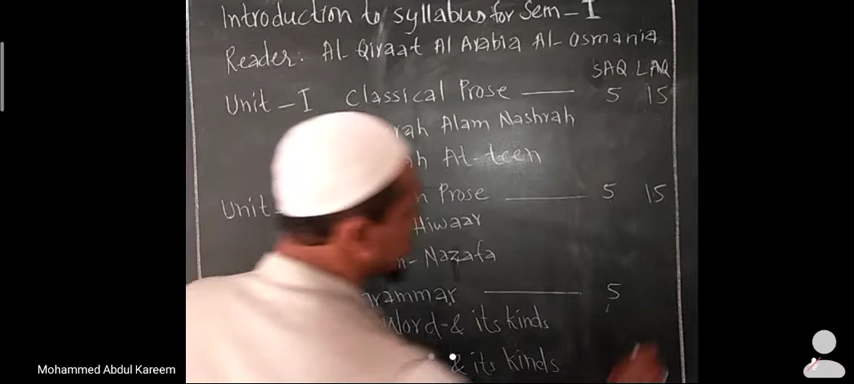 Introduction to syllabus for Sem-I
Reader: Al-Qiraat Al Arabia Al-Osmania
SAQ LAQ
Unit-I Classical Prose — 5 15
rah Alam Nashrah
ah At-teen
Unit- n Prose — 5 15
Hiwaar
n-Nazafa
rammar — 5
Word-& its kinds
& its kinds
Mohammed Abdul Kareem